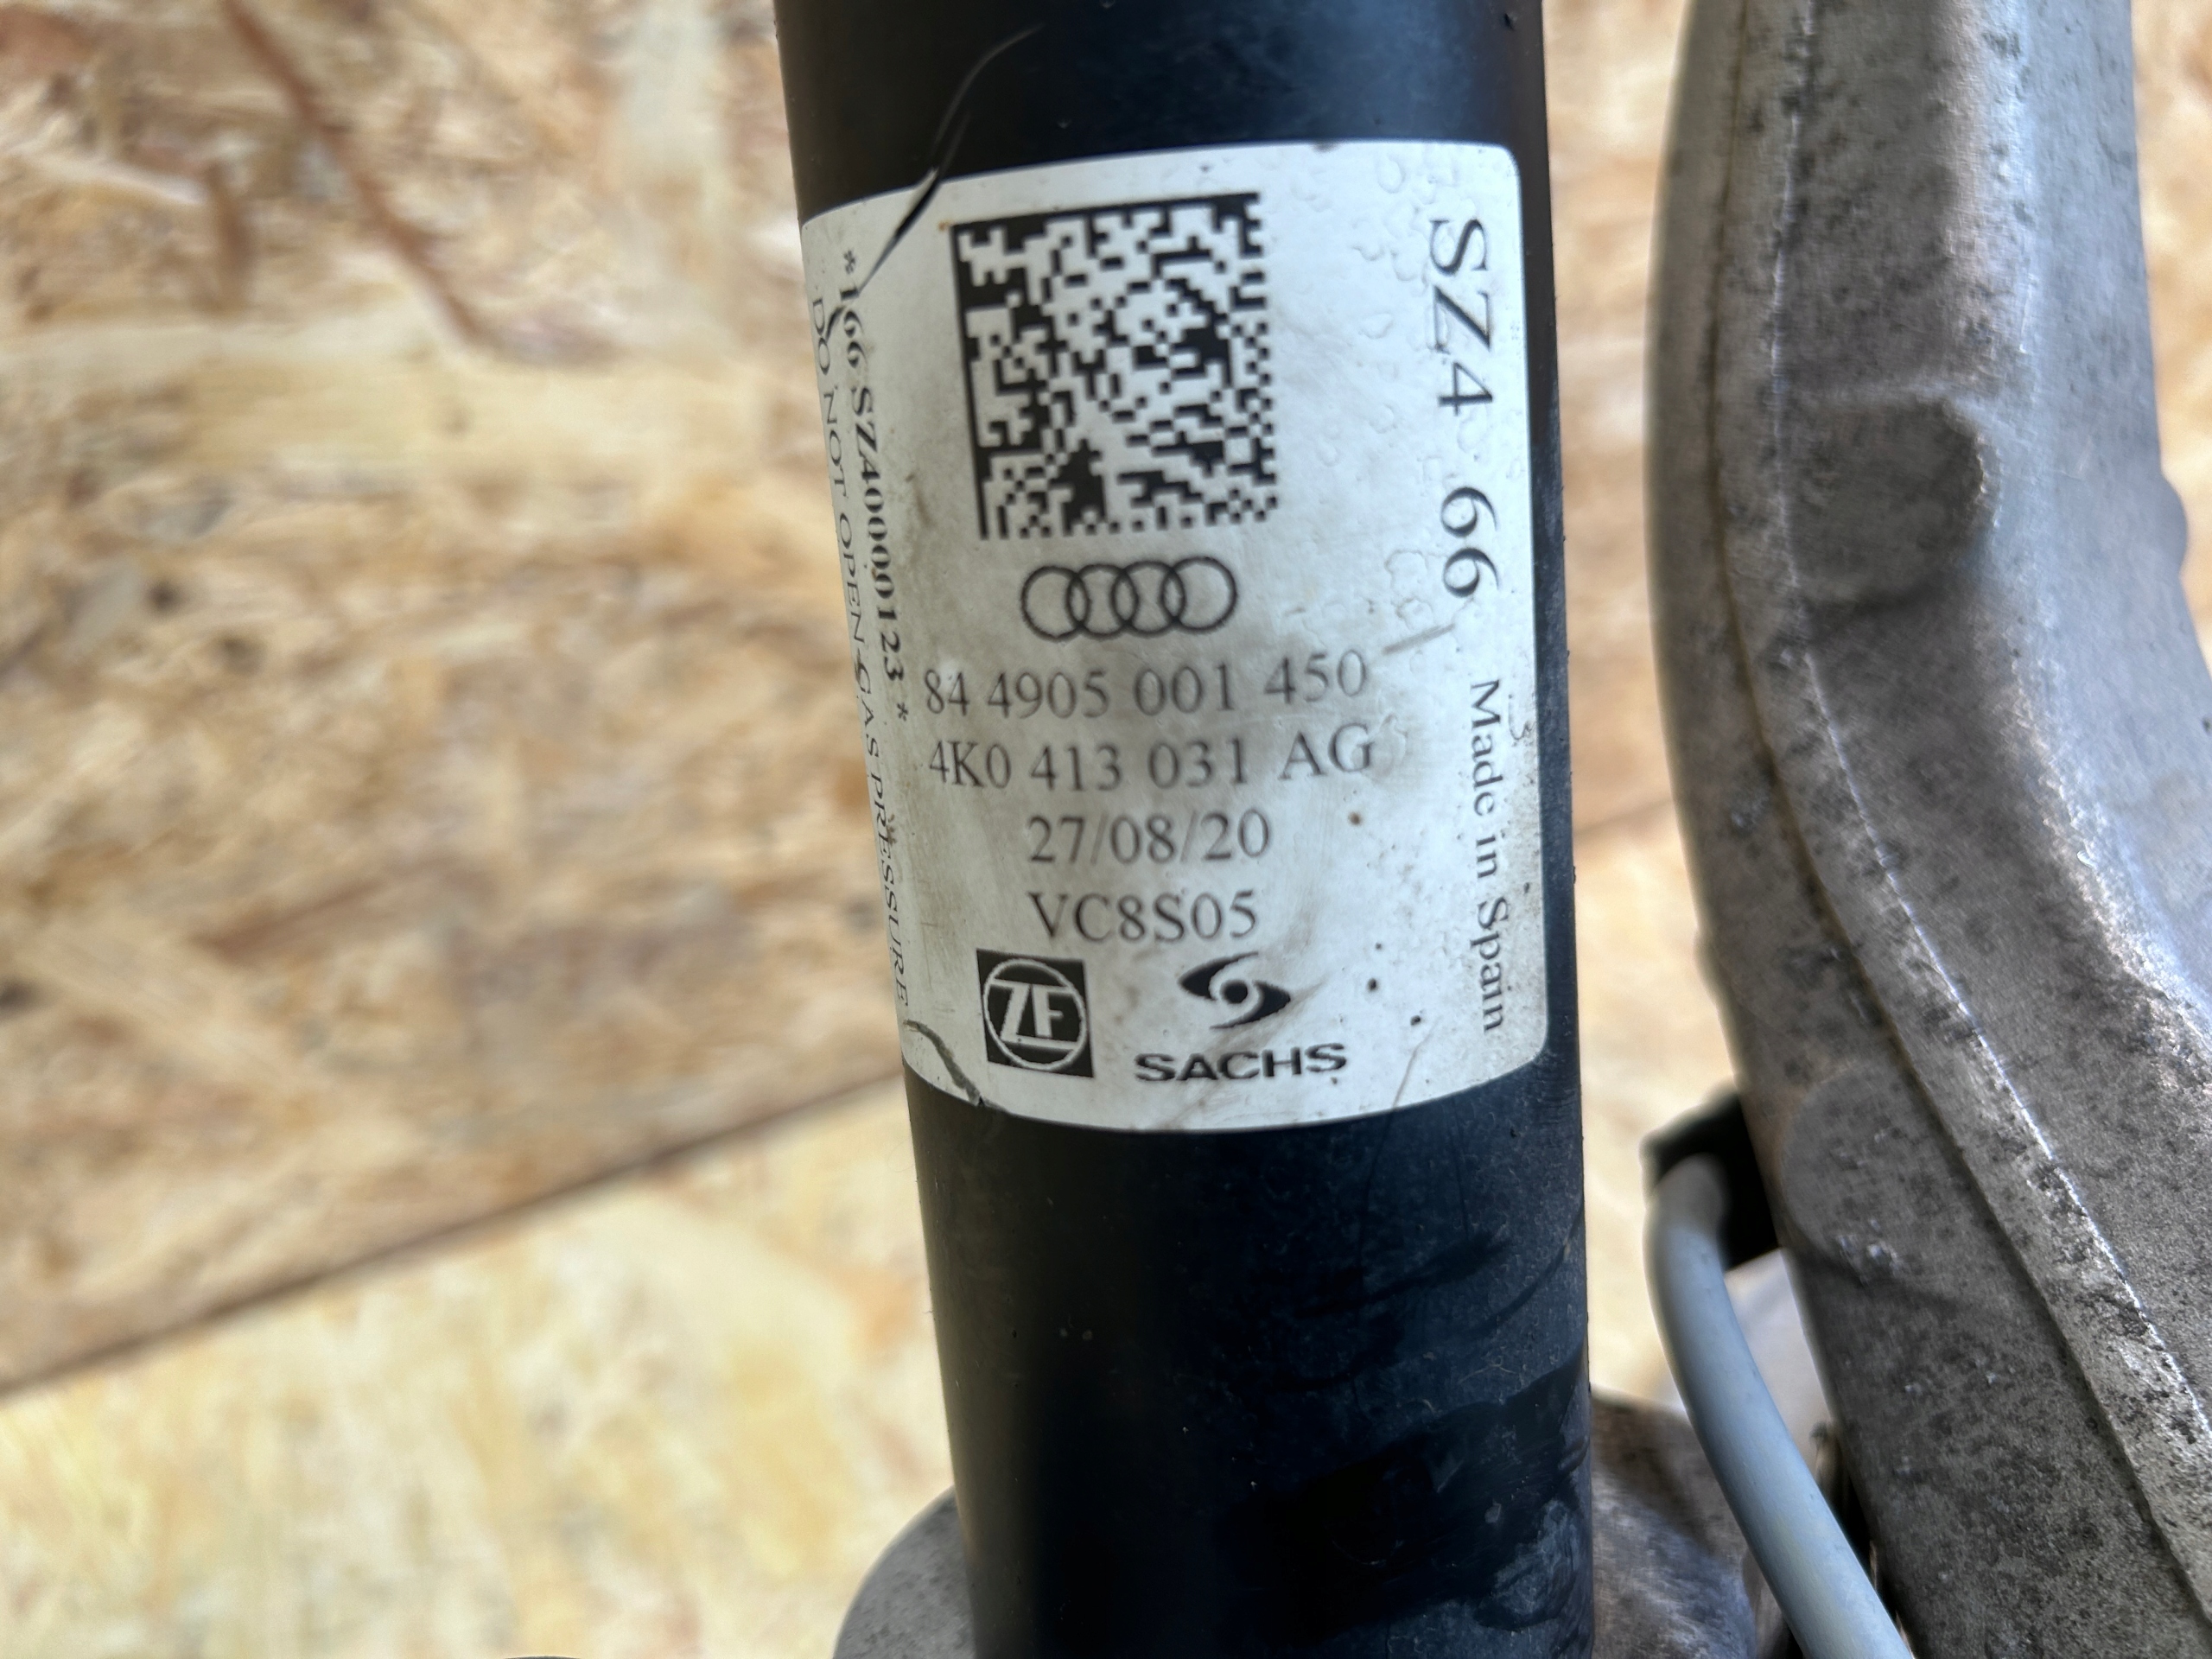 84 4905 001 450
4K0 413 031 AG
27/08/20
VC8S05
ZF
SACHS
SZ4 66
Made in Spain
*166 SZ40000123 *
DO NOT OPEN GAS PRESSURE